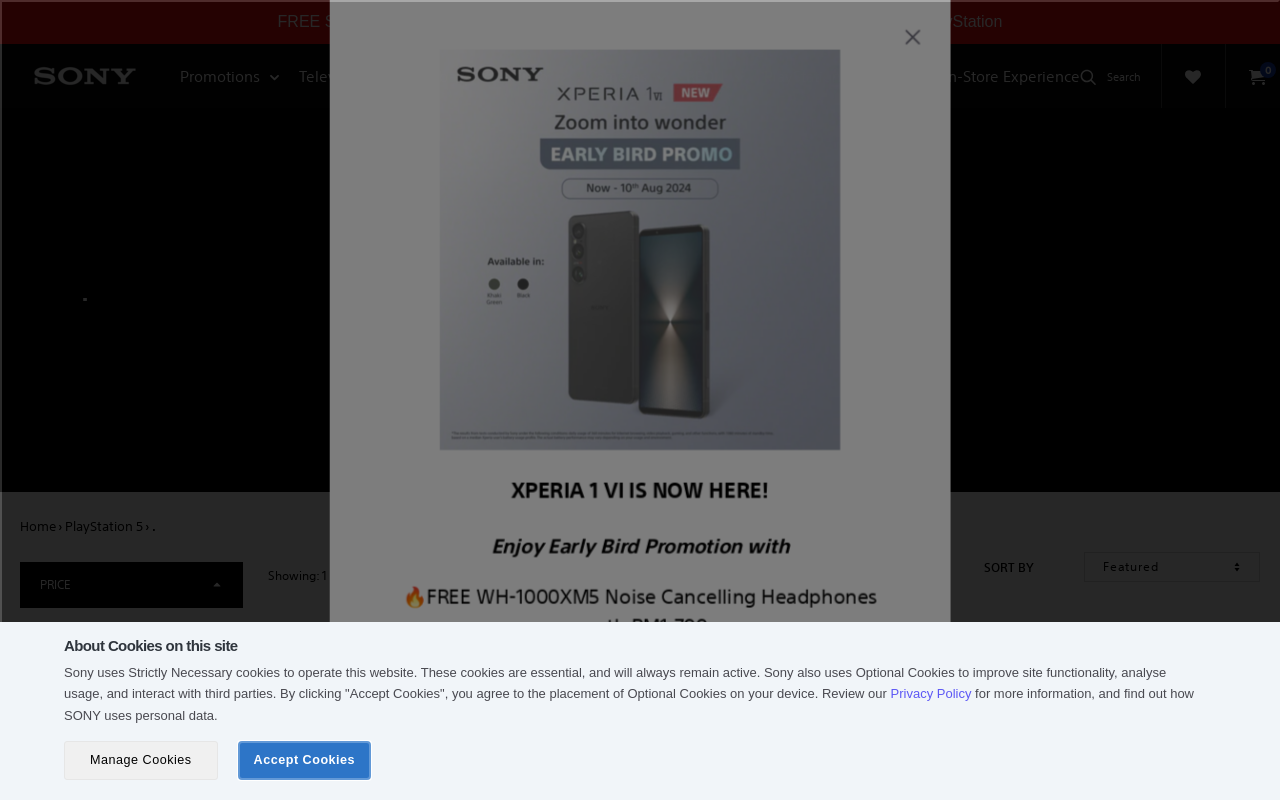 FREE
Station
SONY
Promotions
In-Store Experience
Search
0
SONY
XPERIA 1 VI NEW
Zoom into wonder
EARLY BIRD PROMO
Now - 10th Aug 2024
Available in:
Khaki Green
Black
XPERIA 1 VI IS NOW HERE!
Enjoy Early Bird Promotion with
🔥FREE WH-1000XM5 Noise Cancelling Headphones
Home › PlayStation 5 › .
PRICE
Showing: 1
SORT BY
Featured
About Cookies on this site
Sony uses Strictly Necessary cookies to operate this website. These cookies are essential, and will always remain active. Sony also uses Optional Cookies to improve site functionality, analyse
usage, and interact with third parties. By clicking "Accept Cookies", you agree to the placement of Optional Cookies on your device. Review our Privacy Policy for more information, and find out how
SONY uses personal data.
Manage Cookies
Accept Cookies